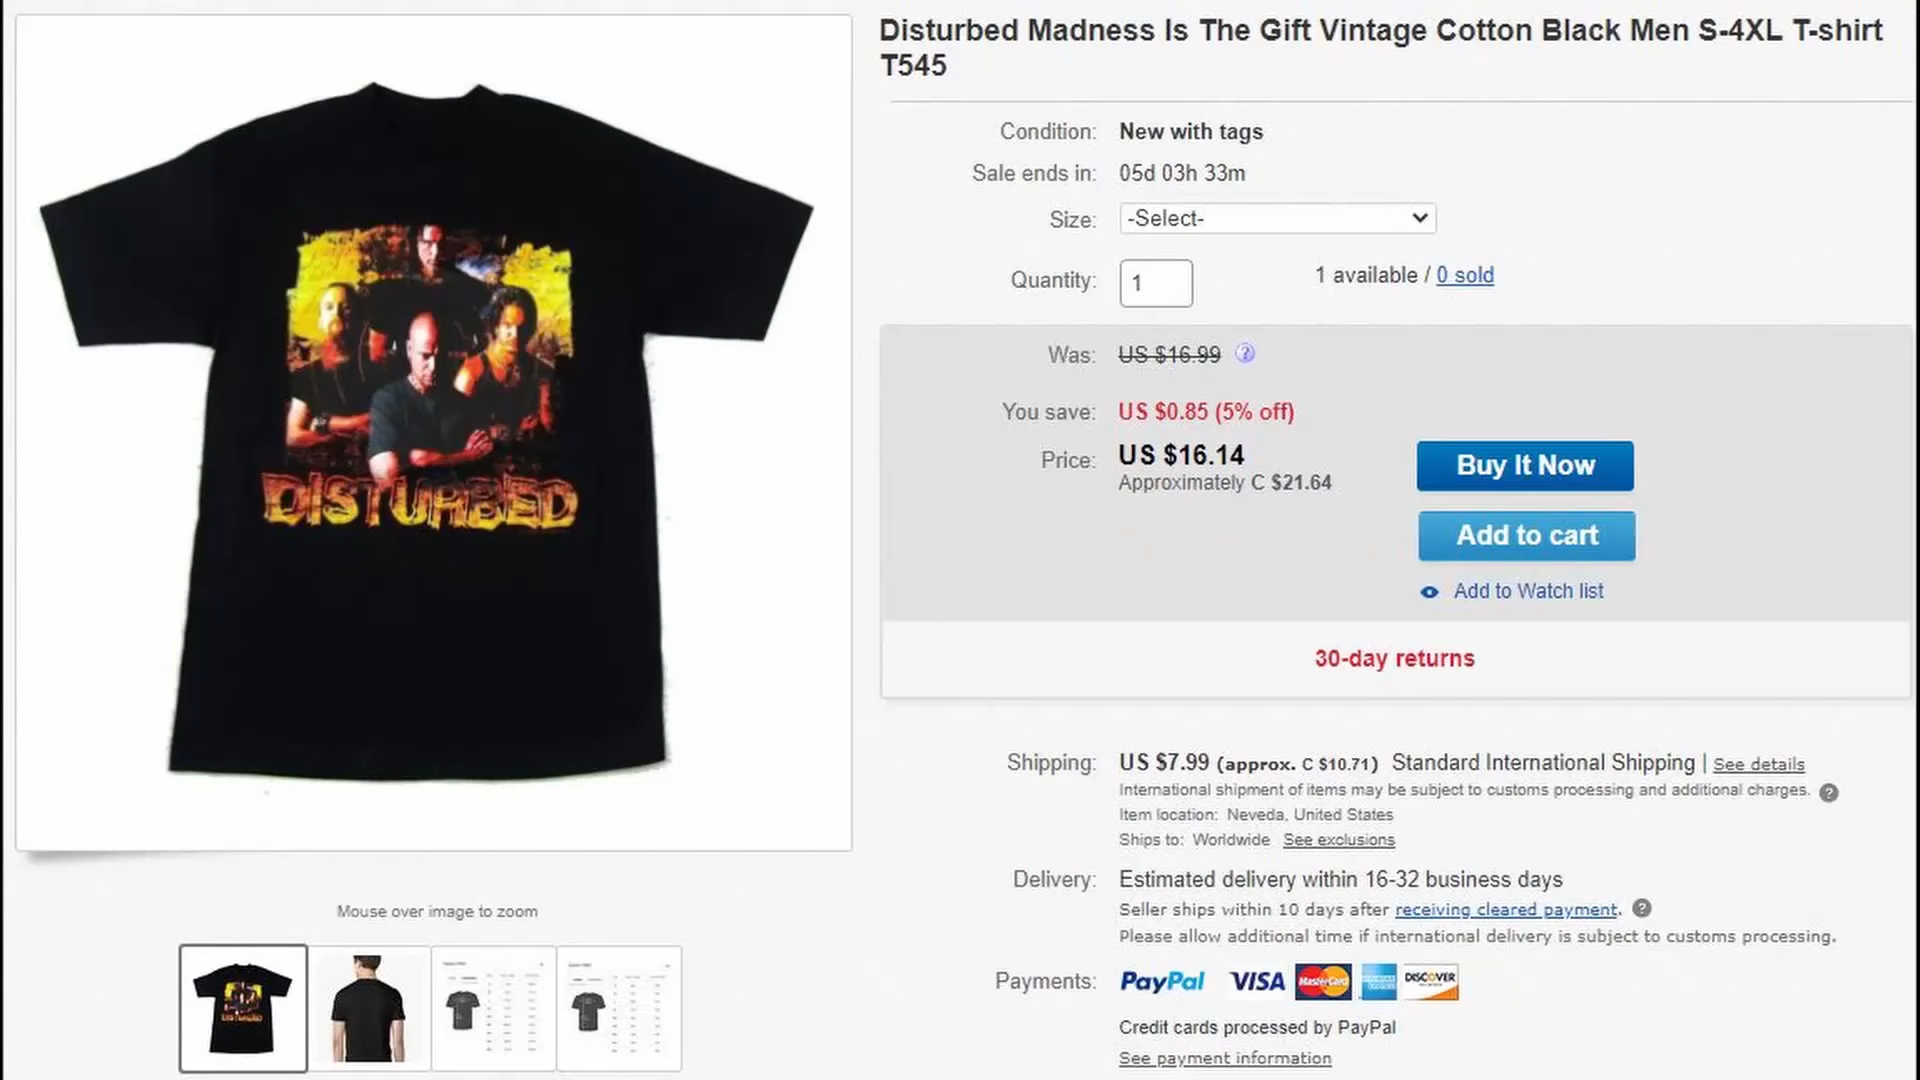 Disturbed Madness Is The Gift Vintage Cotton Black Men S-4XL T-shirt
T545
Condition: New with tags
Sale ends in: 05d 03h 33m
Size: -Select-
Quantity: 1 1 available / 0 sold
Was: US $16.99 ?
You save: US $0.85 (5% off)
Price: US $16.14
Approximately C $21.64
Buy It Now
Add to cart
Add to Watch list
30-day returns
DISTURBED
Shipping: US $7.99 (approx. C $10.71) Standard International Shipping | See details
International shipment of items may be subject to customs processing and additional charges. ?
Item location: Neveda, United States
Ships to: Worldwide See exclusions
Delivery: Estimated delivery within 16-32 business days
Seller ships within 10 days after receiving cleared payment. ?
Please allow additional time if international delivery is subject to customs processing.
Payments: PayPal VISA MasterCard AMERICAN EXPRESS DISCOVER
Credit cards processed by PayPal
See payment information
Mouse over image to zoom
DISTURBED